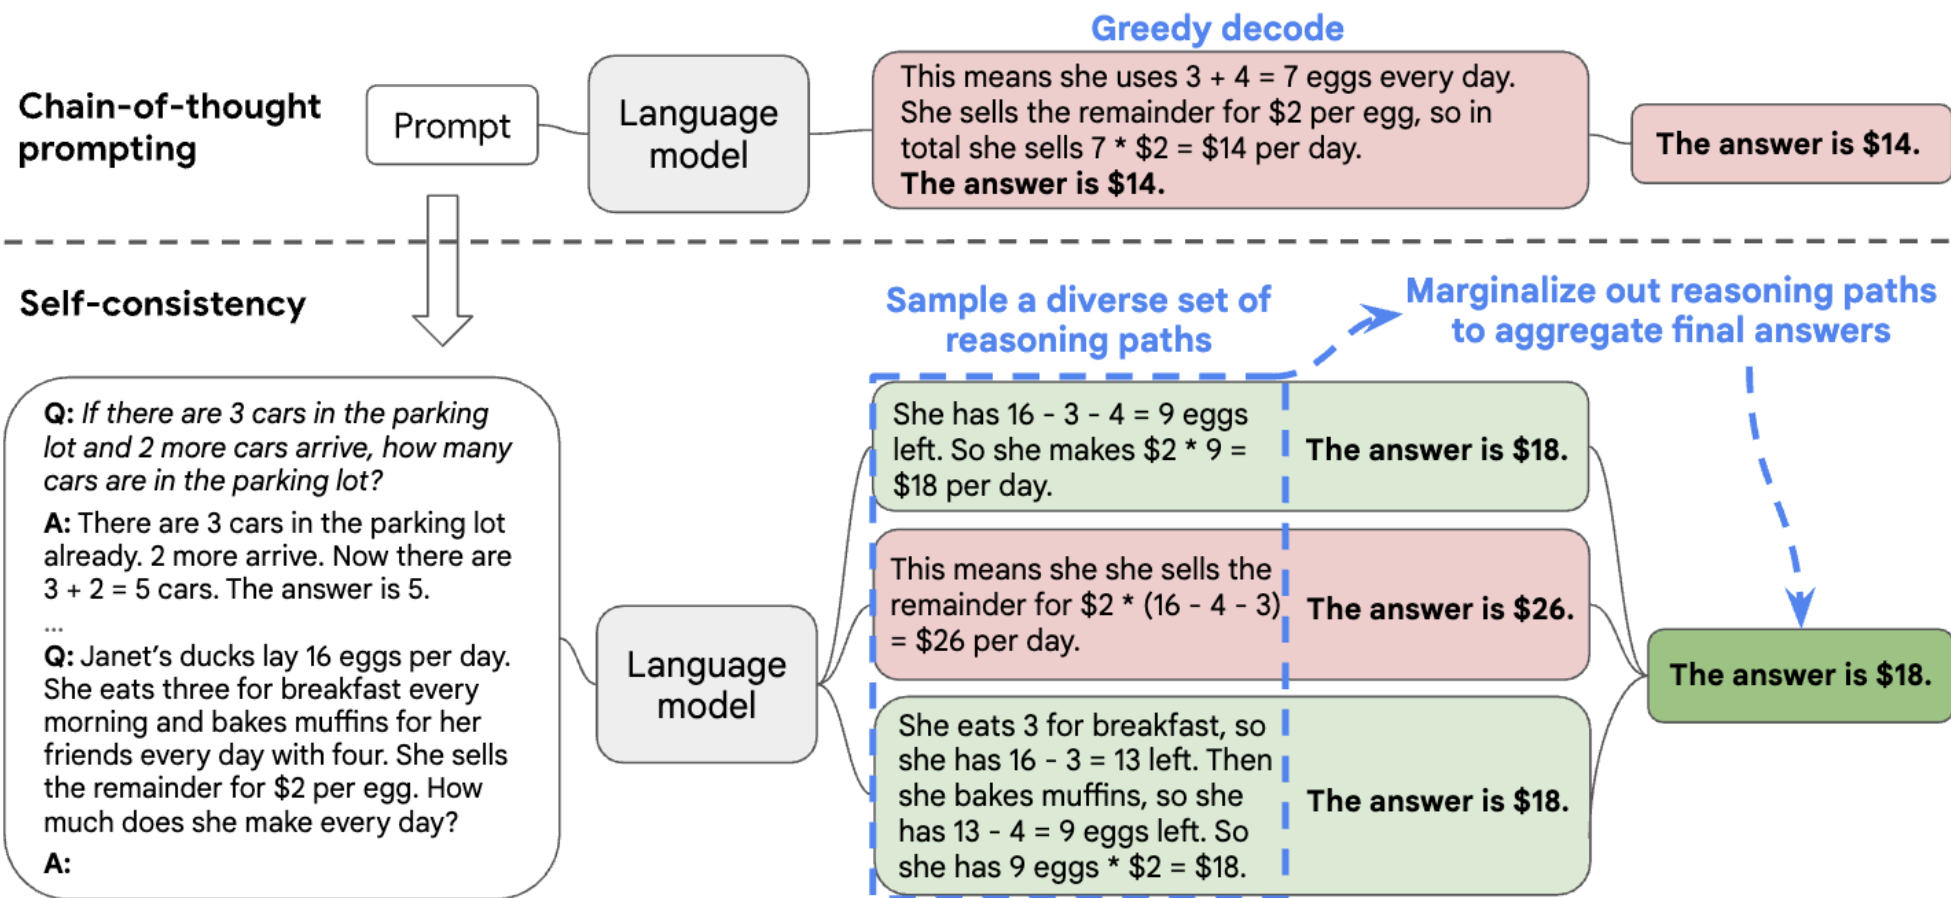 Greedy decode
Chain-of-thought
prompting
Prompt
Language
model
This means she uses 3 + 4 = 7 eggs every day.
She sells the remainder for $2 per egg, so in
total she sells 7 * $2 = $14 per day.
The answer is $14.
The answer is $14.
Self-consistency
Sample a diverse set of
reasoning paths
Marginalize out reasoning paths
to aggregate final answers
Q: If there are 3 cars in the parking
lot and 2 more cars arrive, how many
cars are in the parking lot?
A: There are 3 cars in the parking lot
already. 2 more arrive. Now there are
3 + 2 = 5 cars. The answer is 5.
...
Q: Janet's ducks lay 16 eggs per day.
She eats three for breakfast every
morning and bakes muffins for her
friends every day with four. She sells
the remainder for $2 per egg. How
much does she make every day?
A:
Language
model
She has 16 - 3 - 4 = 9 eggs
left. So she makes $2 * 9 =
$18 per day.
The answer is $18.
This means she she sells the
remainder for $2 * (16 - 4 - 3)
= $26 per day.
The answer is $26.
She eats 3 for breakfast, so
she has 16 - 3 = 13 left. Then
she bakes muffins, so she
has 13 - 4 = 9 eggs left. So
she has 9 eggs * $2 = $18.
The answer is $18.
The answer is $18.